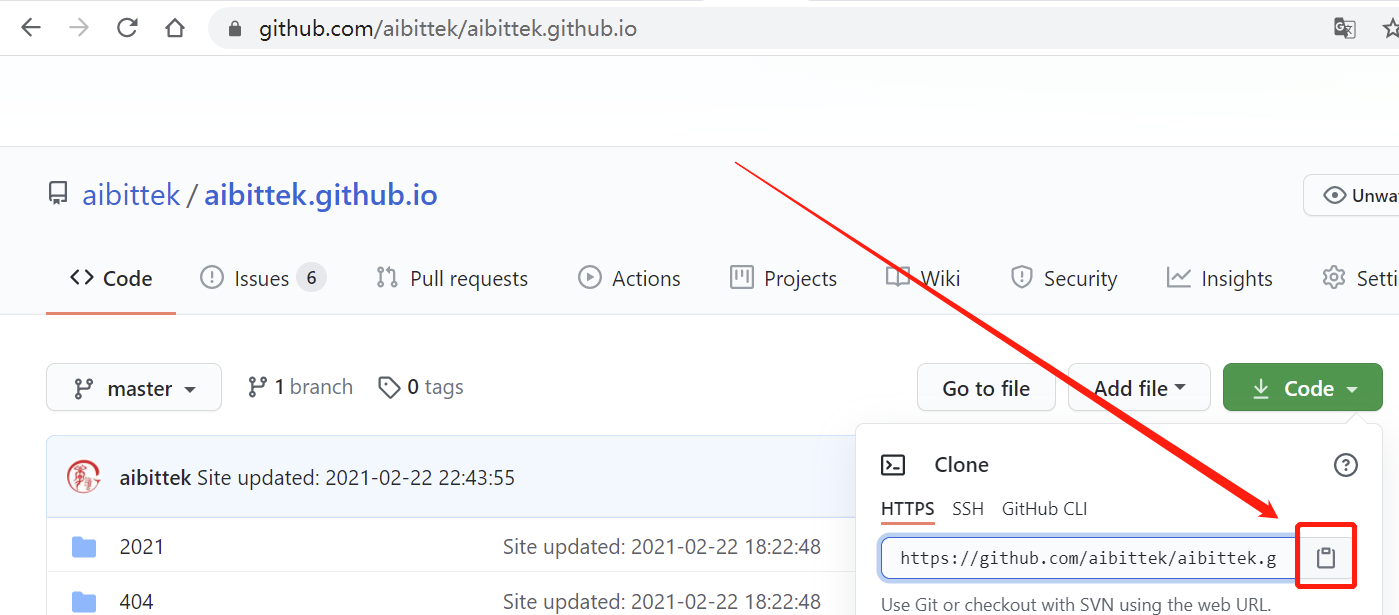 github.com/aibittek/aibittek.github.io
aibittek / aibittek.github.io
Unwa
Code
Issues 6
Pull requests
Actions
Projects
Wiki
Security
Insights
Setti
master
1 branch
0 tags
Go to file
Add file
Code
aibittek Site updated: 2021-02-22 22:43:55
Clone
HTTPS SSH GitHub CLI
2021 Site updated: 2021-02-22 18:22:48
https://github.com/aibittek/aibittek.g
404 Site updated: 2021-02-22 18:22:48
Use Git or checkout with SVN using the web URL.